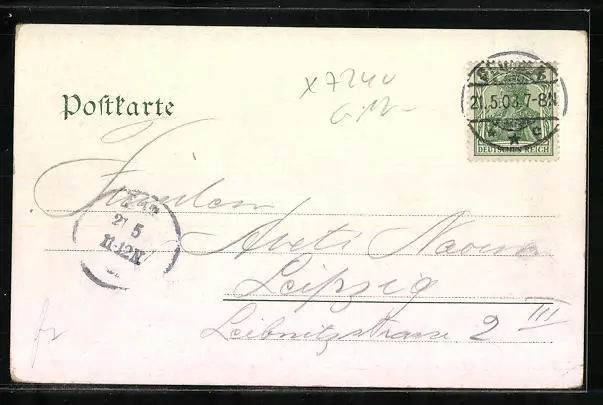 X7240
Postkarte
21.5.03.7-8N
* * c
DEUTSCHES REICH
Fräulein
21 5
11-12N
Leipzig
III
Leibnitzstrasse 2